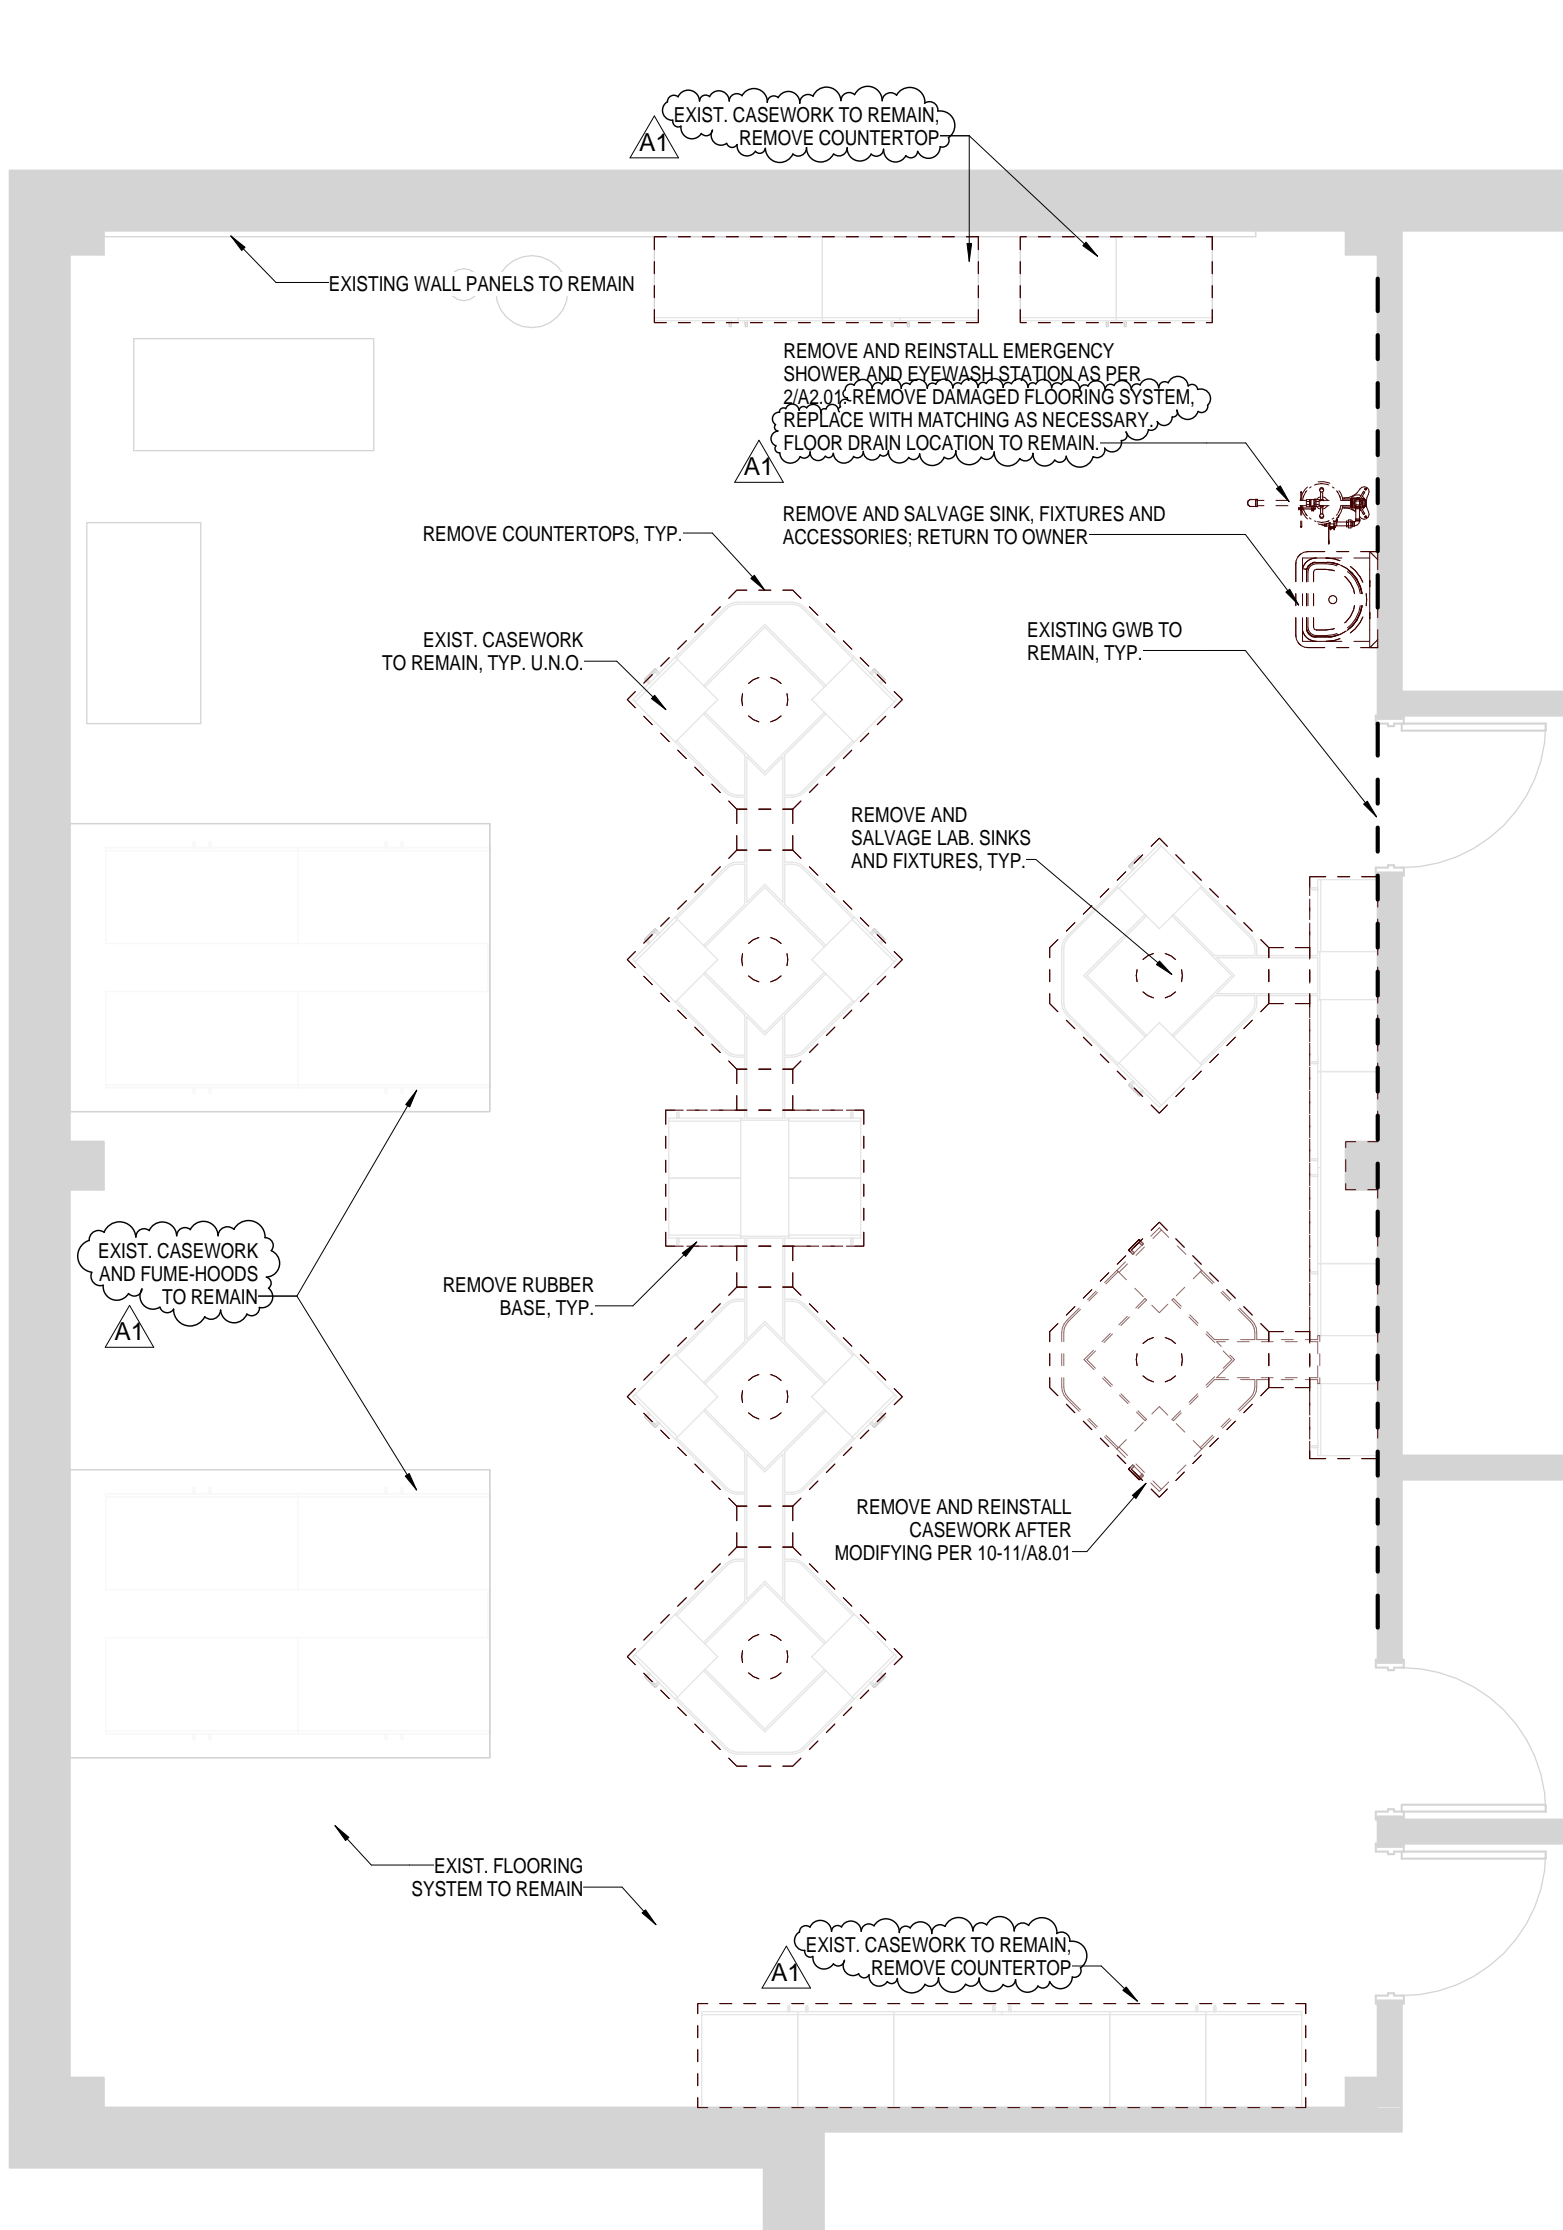 EXIST. CASEWORK TO REMAIN,
REMOVE COUNTERTOP
A1
EXISTING WALL PANELS TO REMAIN
REMOVE AND REINSTALL EMERGENCY
SHOWER AND EYEWASH STATION AS PER
2/A2.01. REMOVE DAMAGED FLOORING SYSTEM,
REPLACE WITH MATCHING AS NECESSARY.
FLOOR DRAIN LOCATION TO REMAIN.
A1
REMOVE COUNTERTOPS, TYP.
REMOVE AND SALVAGE SINK, FIXTURES AND
ACCESSORIES; RETURN TO OWNER
EXIST. CASEWORK
TO REMAIN, TYP. U.N.O.
EXISTING GWB TO
REMAIN, TYP.
REMOVE AND
SALVAGE LAB. SINKS
AND FIXTURES, TYP.
EXIST. CASEWORK
AND FUME-HOODS
TO REMAIN
A1
REMOVE RUBBER
BASE, TYP.
REMOVE AND REINSTALL
CASEWORK AFTER
MODIFYING PER 10-11/A8.01
EXIST. FLOORING
SYSTEM TO REMAIN
EXIST. CASEWORK TO REMAIN,
REMOVE COUNTERTOP
A1